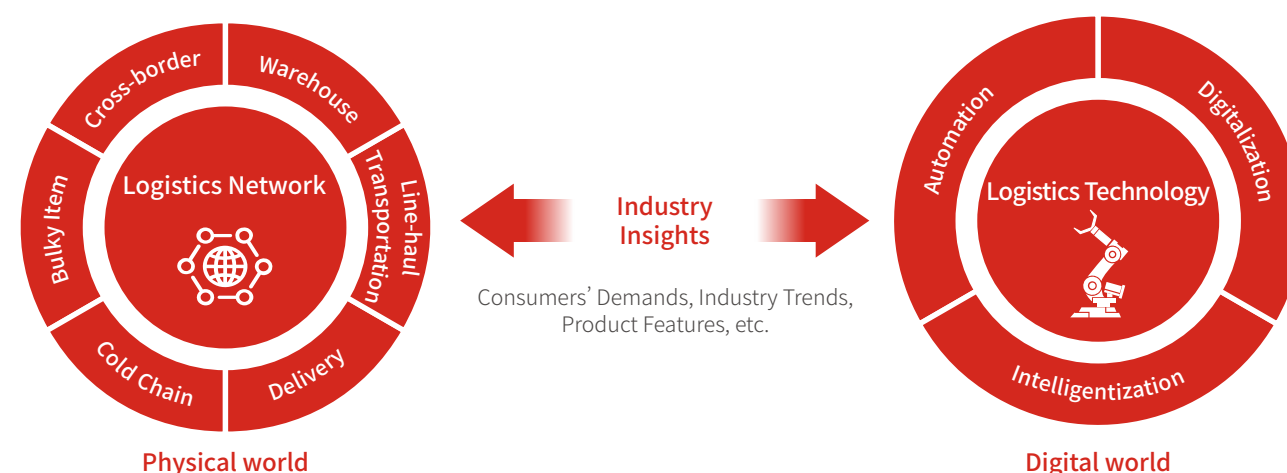 Cross-border
Warehouse
Line-haul
Transportation
Delivery
Cold Chain
Bulky Item
Logistics Network
Physical world
Industry
Insights
Consumers’ Demands, Industry Trends,
Product Features, etc.
Automation
Digitalization
Intelligentization
Logistics Technology
Digital world